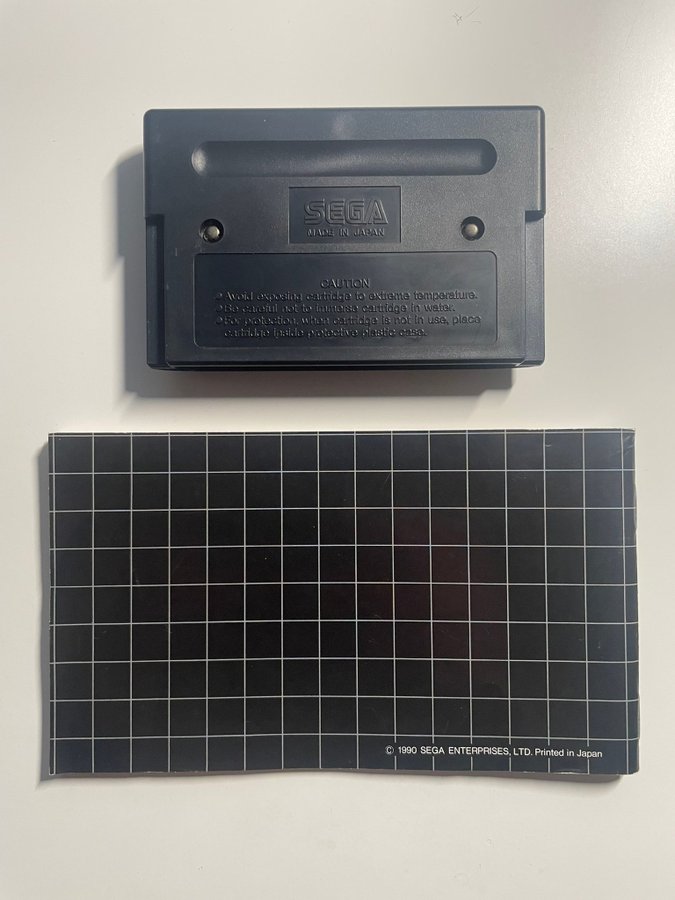 SEGA
MADE IN JAPAN
CAUTION
Avoid exposing cartridge to extreme temperature.
Be careful not to immerse cartridge in water.
For protection, when cartridge is not in use, place
cartridge inside protective plastic case.
© 1990 SEGA ENTERPRISES, LTD. Printed in Japan